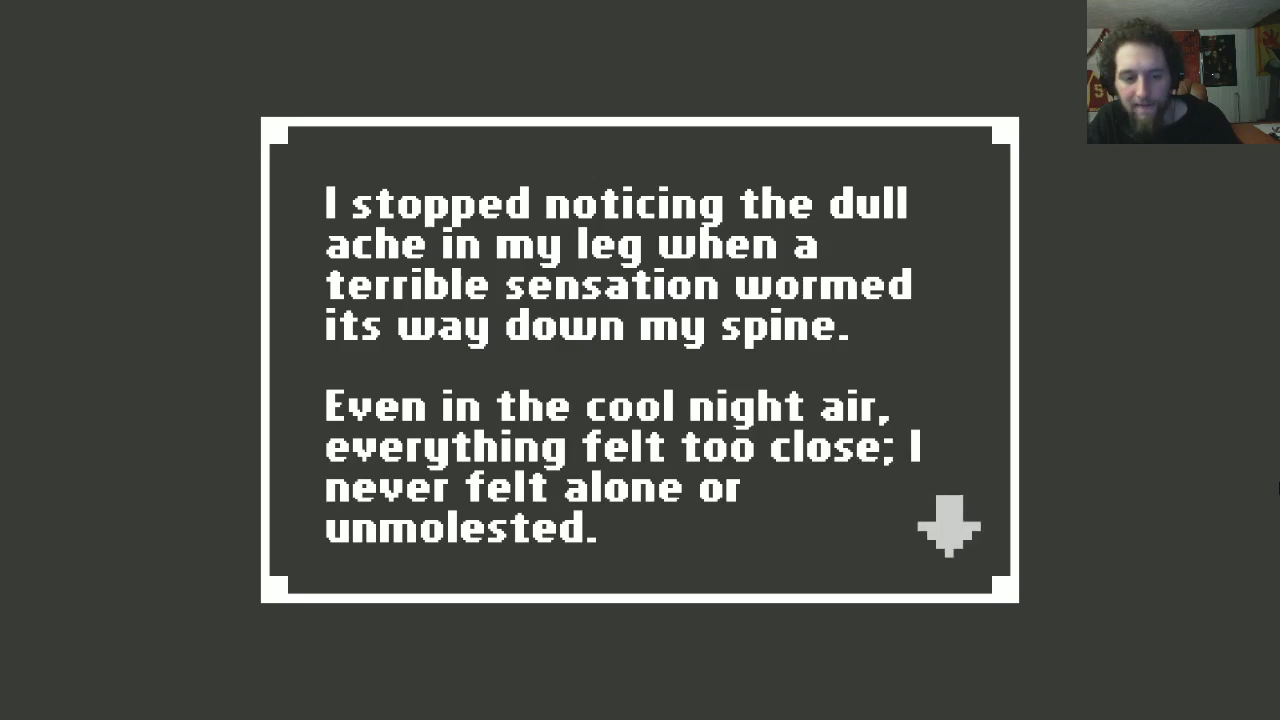 I stopped noticing the dull
ache in my leg when a
terrible sensation wormed
its way down my spine.
Even in the cool night air,
everything felt too close; I
never felt alone or
unmolested.